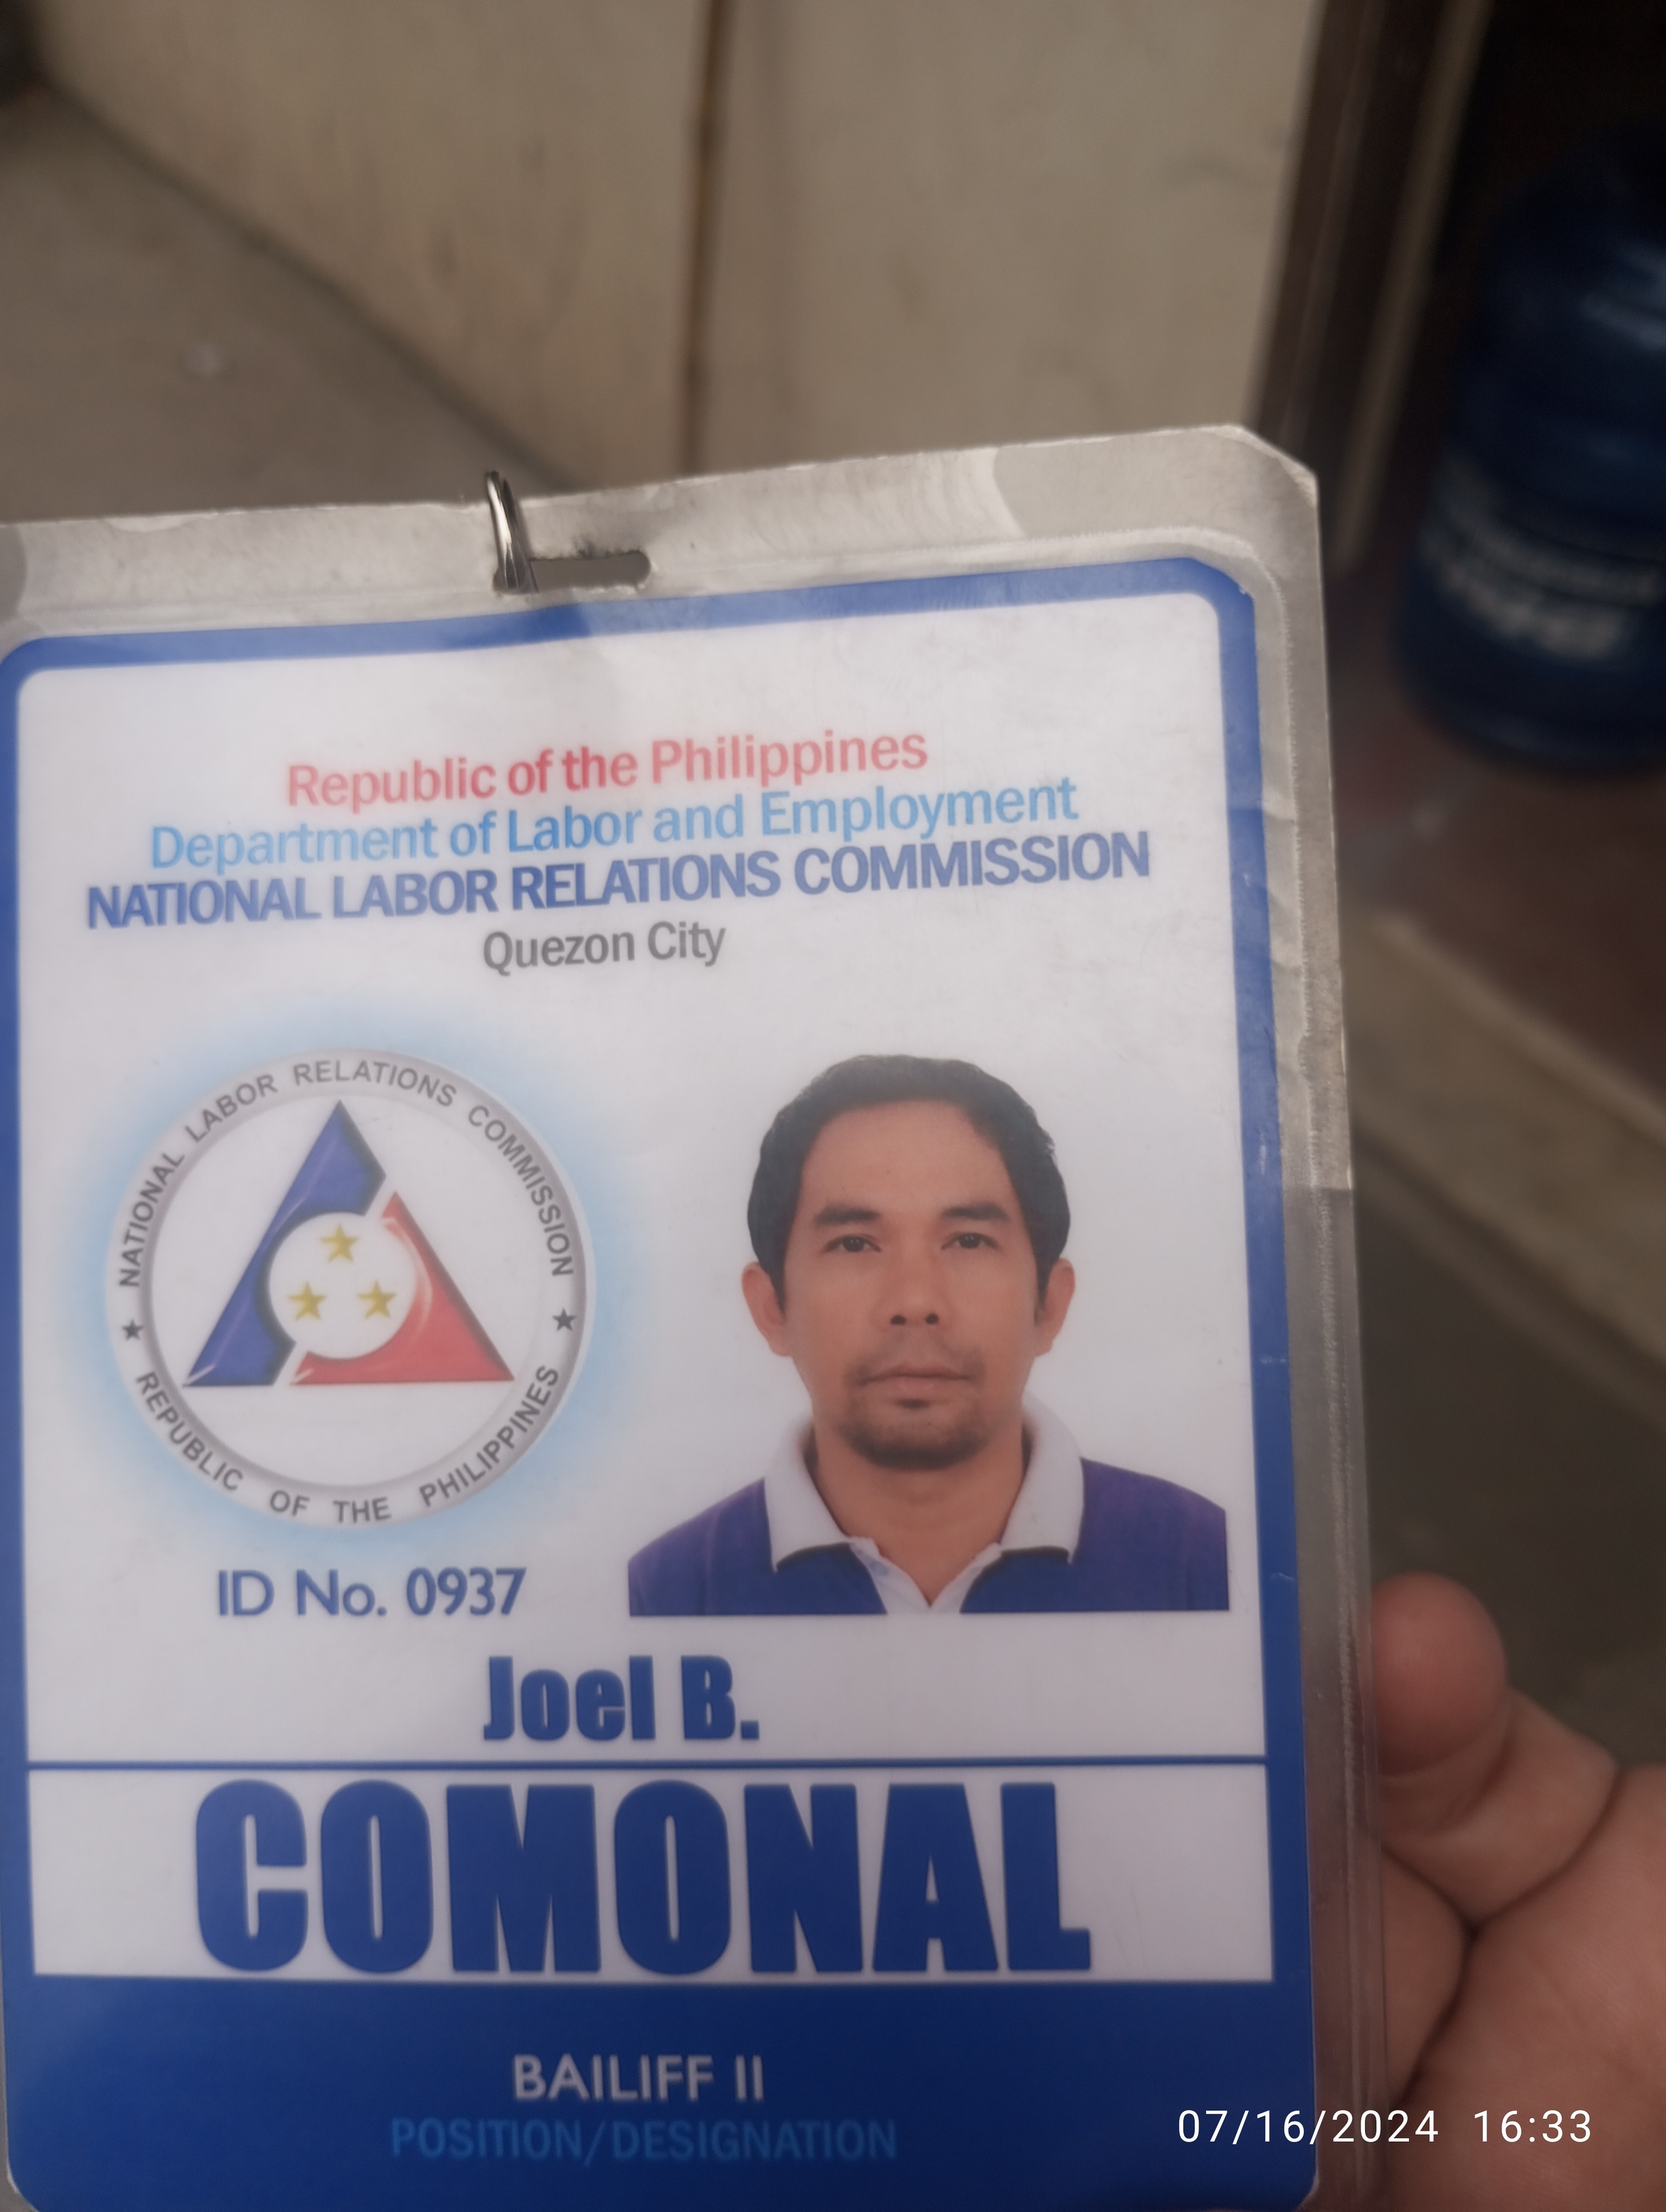 Republic of the Philippines
Department of Labor and Employment
NATIONAL LABOR RELATIONS COMMISSION
Quezon City
NATIONAL LABOR RELATIONS COMMISSION
REPUBLIC OF THE PHILIPPINES
ID No. 0937
Joel B.
COMONAL
BAILIFF II
POSITION/DESIGNATION
07/16/2024 16:33